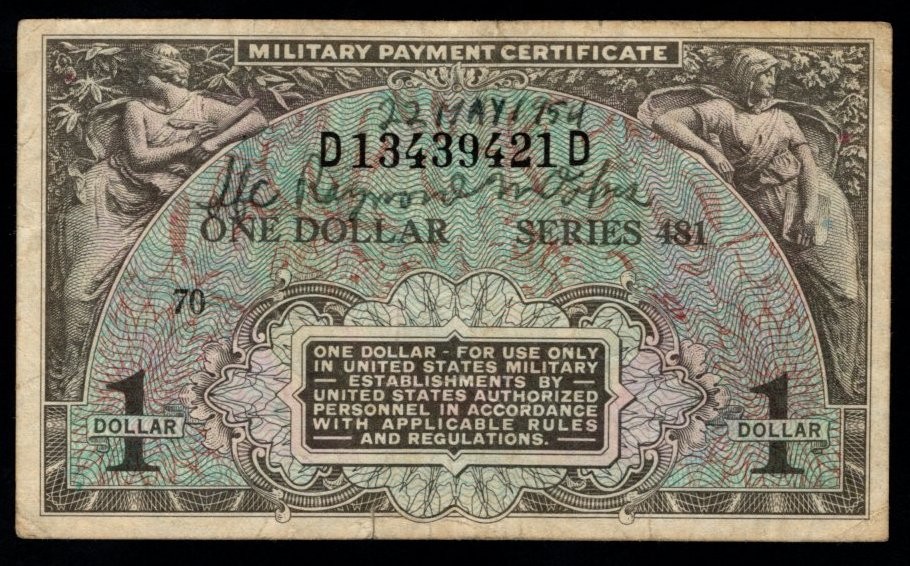 MILITARY PAYMENT CERTIFICATE
22 MAY 1954
D13439421D
Raymond
ONE DOLLAR SERIES 481
70
ONE DOLLAR - FOR USE ONLY
IN UNITED STATES MILITARY
— ESTABLISHMENTS BY —
UNITED STATES AUTHORIZED
PERSONNEL IN ACCORDANCE
WITH APPLICABLE RULES
— AND REGULATIONS. —
1 DOLLAR
1 DOLLAR